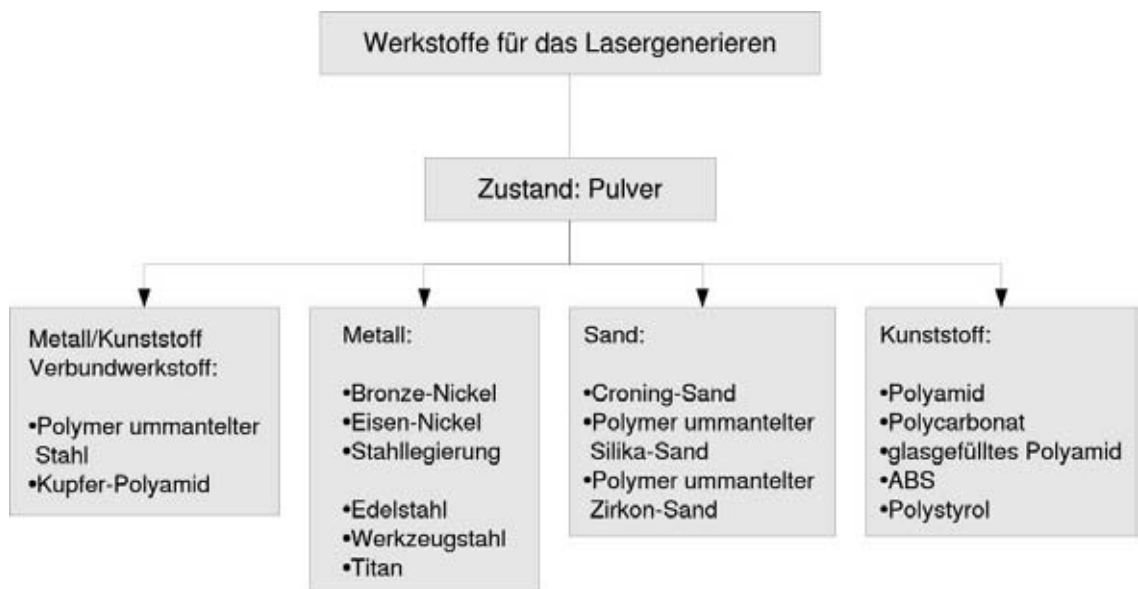 Werkstoffe für das Lasergenerieren
Zustand: Pulver
Metall/Kunststoff
Verbundwerkstoff:
•Polymer ummantelter
Stahl
•Kupfer-Polyamid
Metall:
•Bronze-Nickel
•Eisen-Nickel
•Stahllegierung
•Edelstahl
•Werkzeugstahl
•Titan
Sand:
•Croning-Sand
•Polymer ummantelter
Silika-Sand
•Polymer ummantelter
Zirkon-Sand
Kunststoff:
•Polyamid
•Polycarbonat
•glasgefülltes Polyamid
•ABS
•Polystyrol